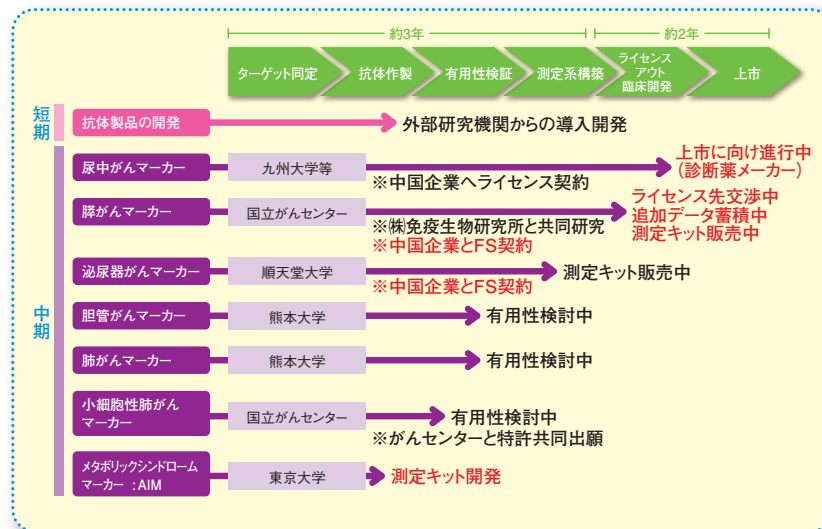 約3年
約2年
ターゲット同定
抗体作製
有用性検証
測定系構築
ライセンス
アウト
臨床開発
上市
短期
抗体製品の開発
外部研究機関からの導入開発
中期
尿中がんマーカー
九州大学等
※中国企業へライセンス契約
上市に向け進行中
(診断薬メーカー)
膵がんマーカー
国立がんセンター
※㈱免疫生物研究所と共同研究
※中国企業とFS契約
ライセンス先交渉中
追加データ蓄積中
測定キット販売中
泌尿器がんマーカー
順天堂大学
※中国企業とFS契約
測定キット販売中
胆管がんマーカー
熊本大学
有用性検討中
肺がんマーカー
熊本大学
有用性検討中
小細胞性肺がん
マーカー
国立がんセンター
有用性検討中
※がんセンターと特許共同出願
メタボリックシンドローム
マーカー :AIM
東京大学
測定キット開発